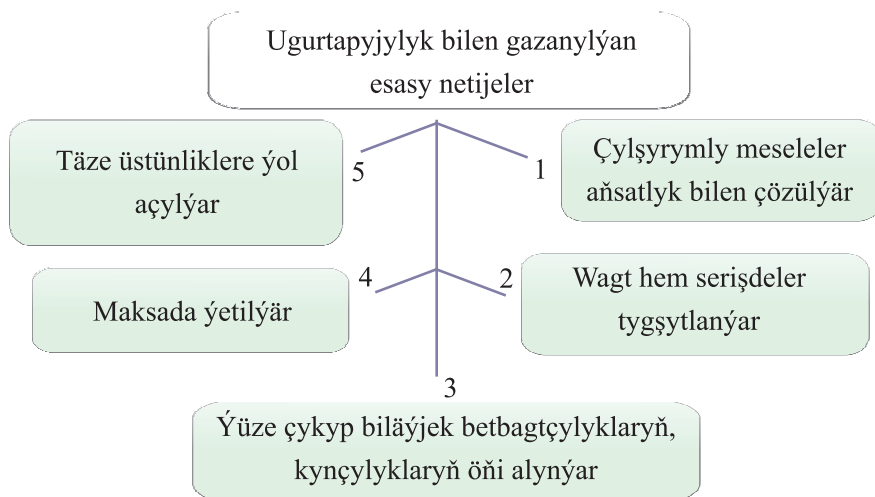 Ugurtapyjylyk bilen gazanylýan
esasy netijeler
Täze üstünliklere ýol
açylýar
5
1
Çylşyrymly meseleler
aňsatlyk bilen çözülýär
Maksada ýetilýär
4
2
Wagt hem serişdeler
tygşytlanýar
3
Ýüze çykyp biläýjek betbagtçylyklaryň,
kynçylyklaryň öňi alynýar